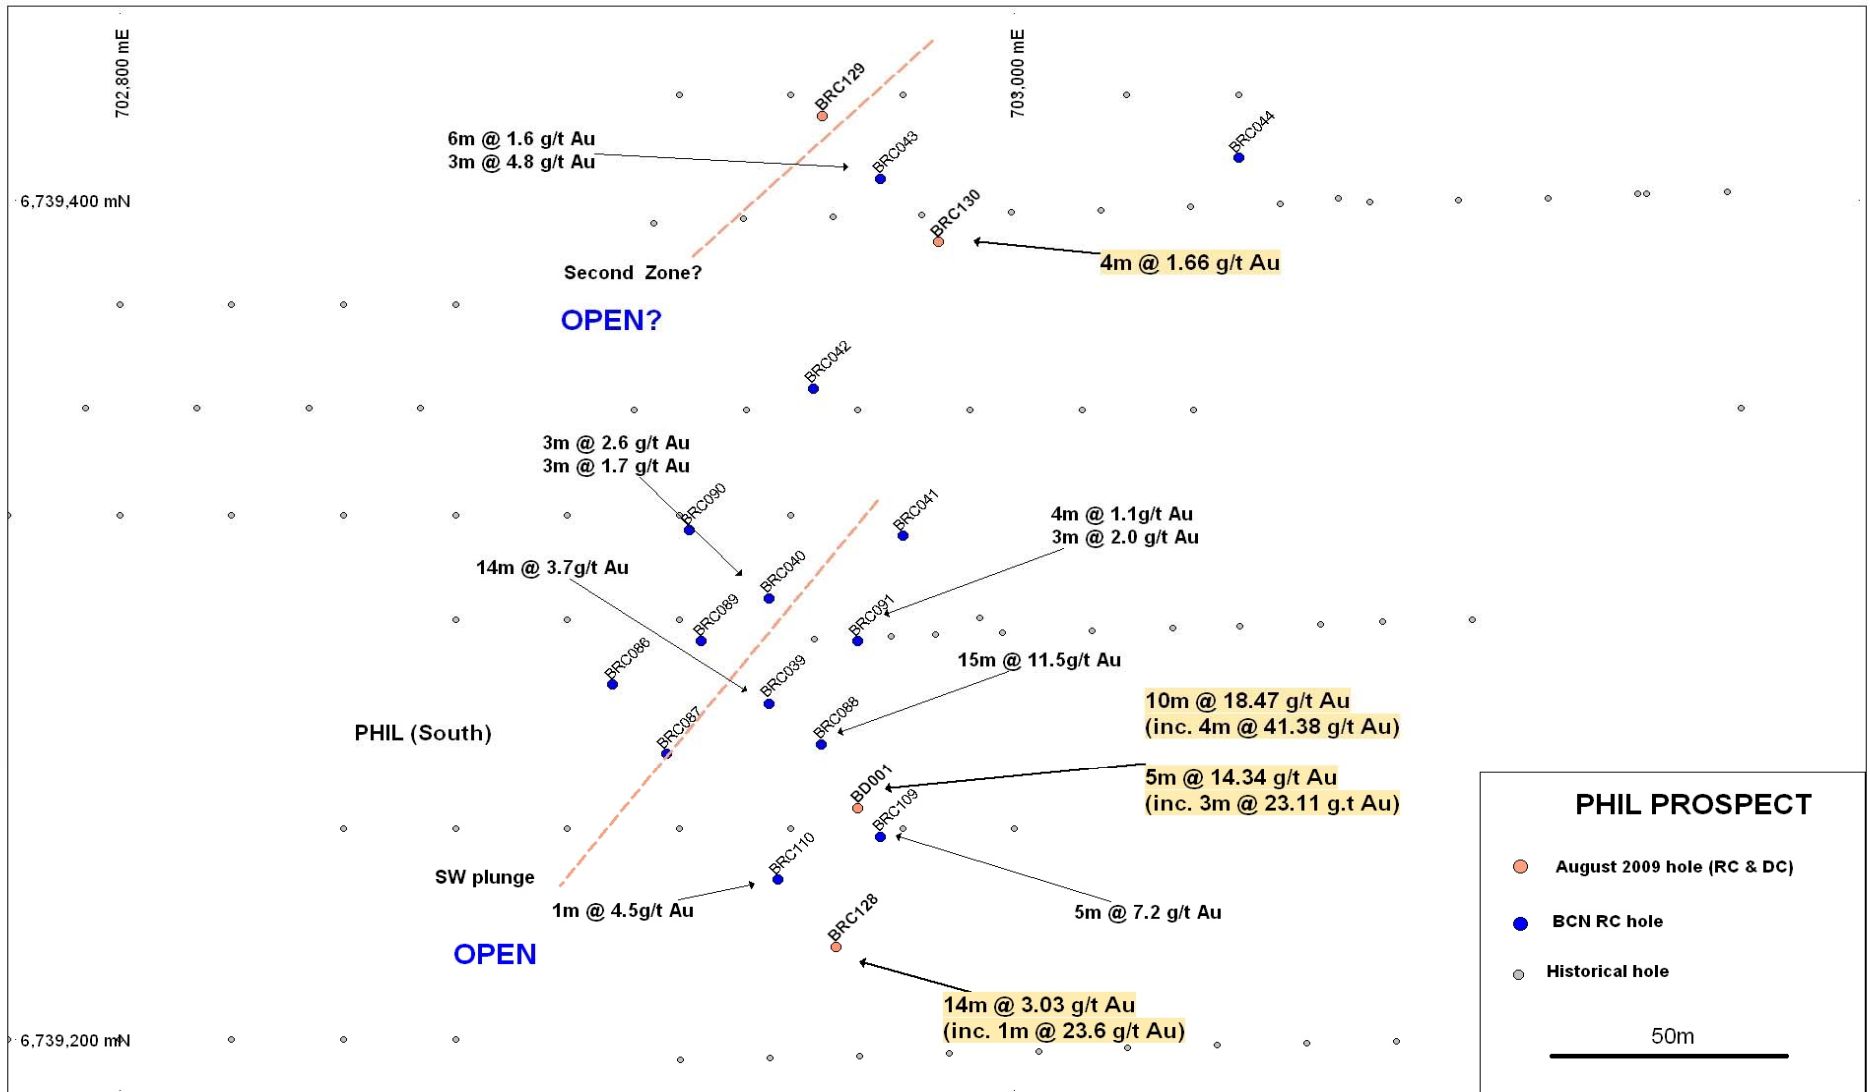 702,800 mE
703,000 mE
BRC129
6m @ 1.6 g/t Au
3m @ 4.8 g/t Au
BRC043
BRC044
6,739,400 mN
BRC130
4m @ 1.66 g/t Au
Second Zone?
OPEN?
BRC042
3m @ 2.6 g/t Au
3m @ 1.7 g/t Au
BRC090
BRC041
4m @ 1.1g/t Au
3m @ 2.0 g/t Au
14m @ 3.7g/t Au
BRC040
BRC089
BRC091
BRC086
BRC039
15m @ 11.5g/t Au
BRC087
BRC088
PHIL (South)
10m @ 18.47 g/t Au
(inc. 4m @ 41.38 g/t Au)
BD001
5m @ 14.34 g/t Au
(inc. 3m @ 23.11 g.t Au)
BRC109
BRC110
SW plunge
1m @ 4.5g/t Au
5m @ 7.2 g/t Au
BRC128
OPEN
14m @ 3.03 g/t Au
(inc. 1m @ 23.6 g/t Au)
6,739,200 mN
PHIL PROSPECT
August 2009 hole (RC & DC)
BCN RC hole
Historical hole
50m